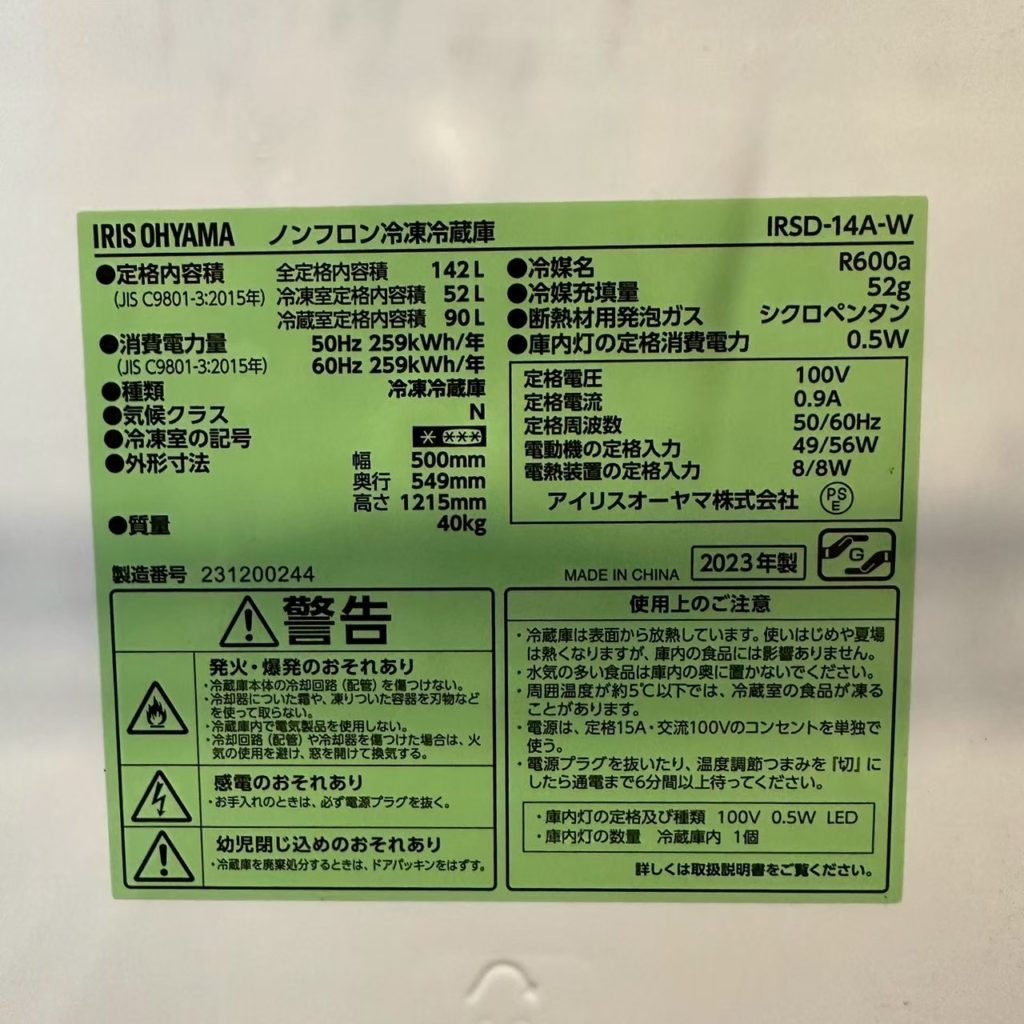 IRIS OHYAMA ノンフロン冷凍冷蔵庫 IRSD-14A-W
●定格内容積 全定格内容積 142 L
(JIS C9801-3:2015年) 冷凍室定格内容積 52 L
冷蔵室定格内容積 90 L
●消費電力量 50Hz 259kWh/年
(JIS C9801-3:2015年) 60Hz 259kWh/年
●種類 冷凍冷蔵庫
●気候クラス N
●冷凍室の記号
●外形寸法 幅 500mm
奥行 549mm
高さ 1215mm
●質量 40kg
製造番号 231200244
●冷媒名 R600a
●冷媒充填量 52g
●断熱材用発泡ガス シクロペンタン
●庫内灯の定格消費電力 0.5W
定格電圧 100V
定格電流 0.9A
定格周波数 50/60Hz
電動機の定格入力 49/56W
電熱装置の定格入力 8/8W
アイリスオーヤマ株式会社 PSE
MADE IN CHINA 2023年製 G
警告
発火・爆発のおそれあり
・冷蔵庫本体の冷却回路（配管）を傷つけない。
・冷却器についた霜や、凍りついた容器を刃物など
を使って取らない。
・冷蔵庫内で電気製品を使用しない。
・冷却回路（配管）や冷却器を傷つけた場合は、火
気の使用を避け、窓を開けて換気する。
感電のおそれあり
・お手入れのときは、必ず電源プラグを抜く。
幼児閉じ込めのおそれあり
・冷蔵庫を廃棄処分するときは、ドアパッキンをはずす。
使用上のご注意
・冷蔵庫は表面から放熱しています。使いはじめや夏場
は熱くなりますが、庫内の食品には影響ありません。
・水気の多い食品は庫内の奥に置かないでください。
・周囲温度が約5℃以下では、冷蔵室の食品が凍る
ことがあります。
・電源は、定格15A・交流100Vのコンセントを単独で
使う。
・電源プラグを抜いたり、温度調節つまみを『切』に
したら通電まで6分間以上待ってください。
・庫内灯の定格及び種類 100V 0.5W LED
・庫内灯の数量 冷蔵庫内 1個
詳しくは取扱説明書をご覧ください。